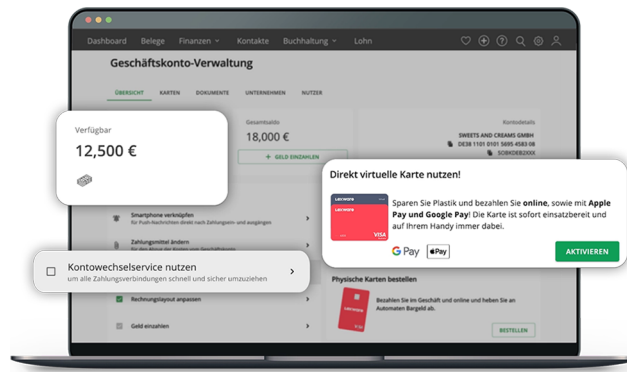 Dashboard Belege Finanzen Kontakte Buchhaltung Lohn
Geschäftskonto-Verwaltung
ÜBERSICHT KARTEN DOKUMENTE UNTERNEHMEN NUTZER
Verfügbar
12,500 €
Gesamtsaldo
18,000 €
+ GELD EINZAHLEN
Kontodetails
SWEETS AND CREAMS GMBH
DE38 1101 0101 5695 4583 08
SOBKDEB2XXX
Direkt virtuelle Karte nutzen!
LEXWARE
VISA
Sparen Sie Plastik und bezahlen Sie online, sowie mit Apple
Pay und Google Pay! Die Karte ist sofort einsatzbereit und
auf Ihrem Handy immer dabei.
G Pay
Pay
AKTIVIEREN
Smartphone verknüpfen
für Push-Nachrichten direkt nach Zahlungsein- und ausgängen
Zahlungsmittel ändern
Kontowechselservice nutzen
um alle Zahlungsverbindungen schnell und sicher umzuziehen
Rechnungslayout anpassen
Geld einzahlen
Physische Karten bestellen
LEXWARE
Bezahlen Sie im Geschäft und online und heben Sie an
Automaten Bargeld ab.
BESTELLEN